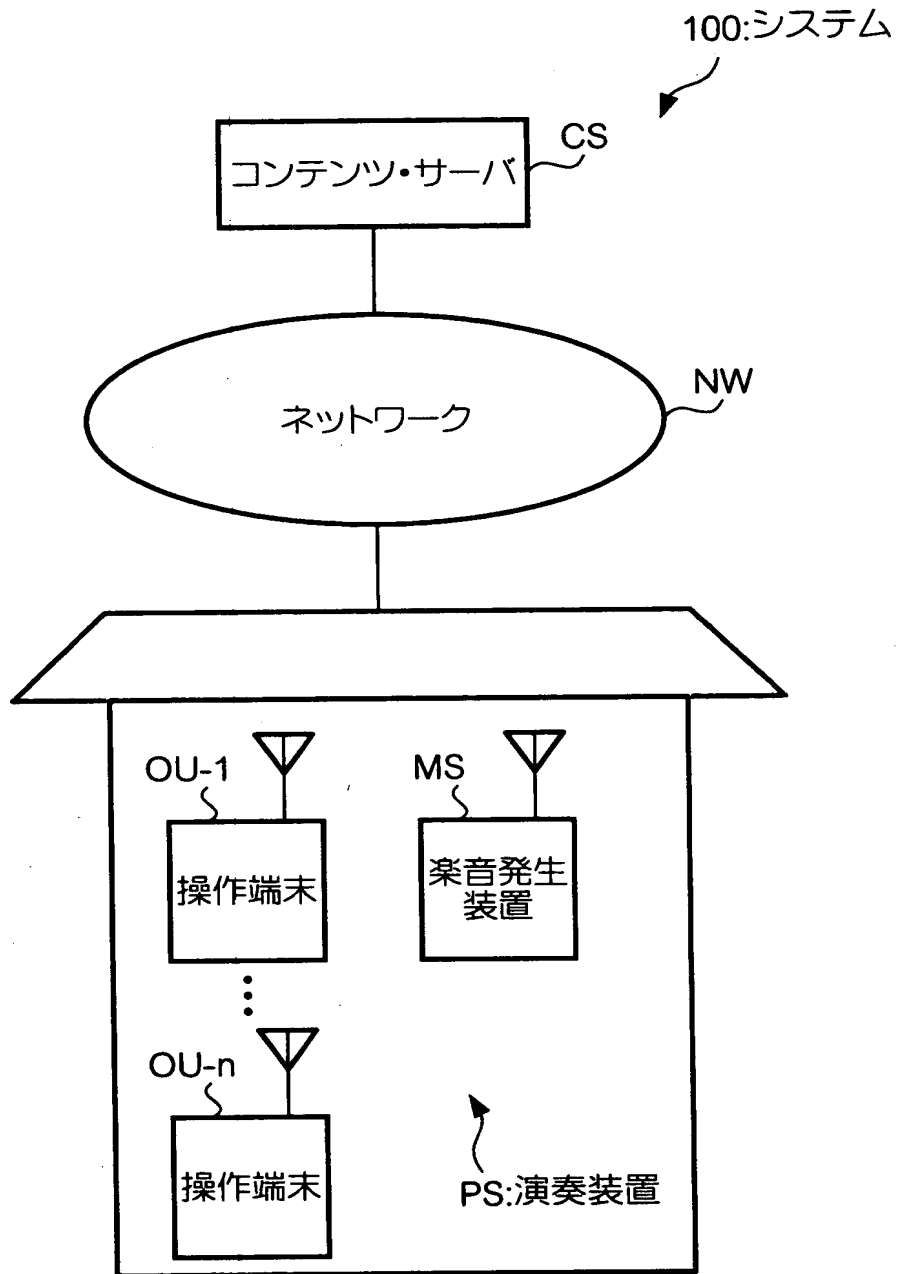 100:システム
CS
コンテンツ・サーバ
NW
ネットワーク
OU-1
MS
操作端末
楽音発生
装置
OU-n
操作端末
PS:演奏装置